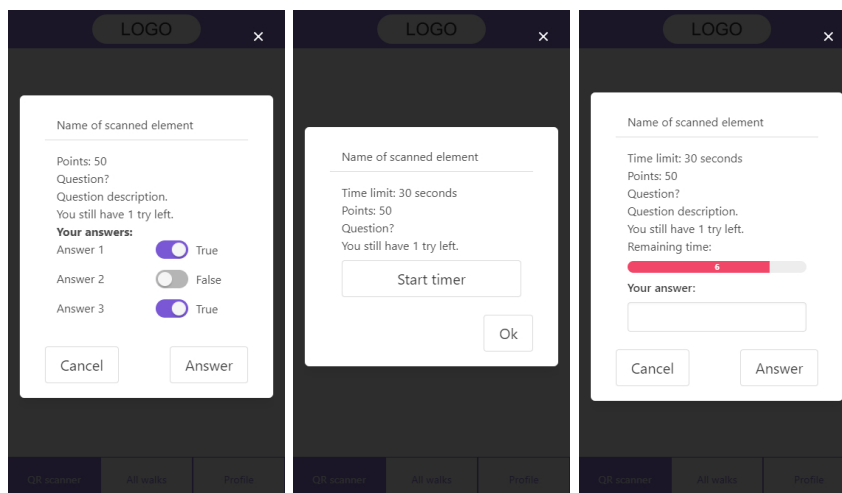 LOGO
×
Name of scanned element
Points: 50
Question?
Question description.
You still have 1 try left.
Your answers:
Answer 1 True
Answer 2 False
Answer 3 True
Cancel Answer
QR scanner All walks Profile
LOGO
×
Name of scanned element
Time limit: 30 seconds
Points: 50
Question?
You still have 1 try left.
Start timer
Ok
QR scanner All walks Profile
LOGO
×
Name of scanned element
Time limit: 30 seconds
Points: 50
Question?
Question description.
You still have 1 try left.
Remaining time:
6
Your answer:
Cancel Answer
QR scanner All walks Profile